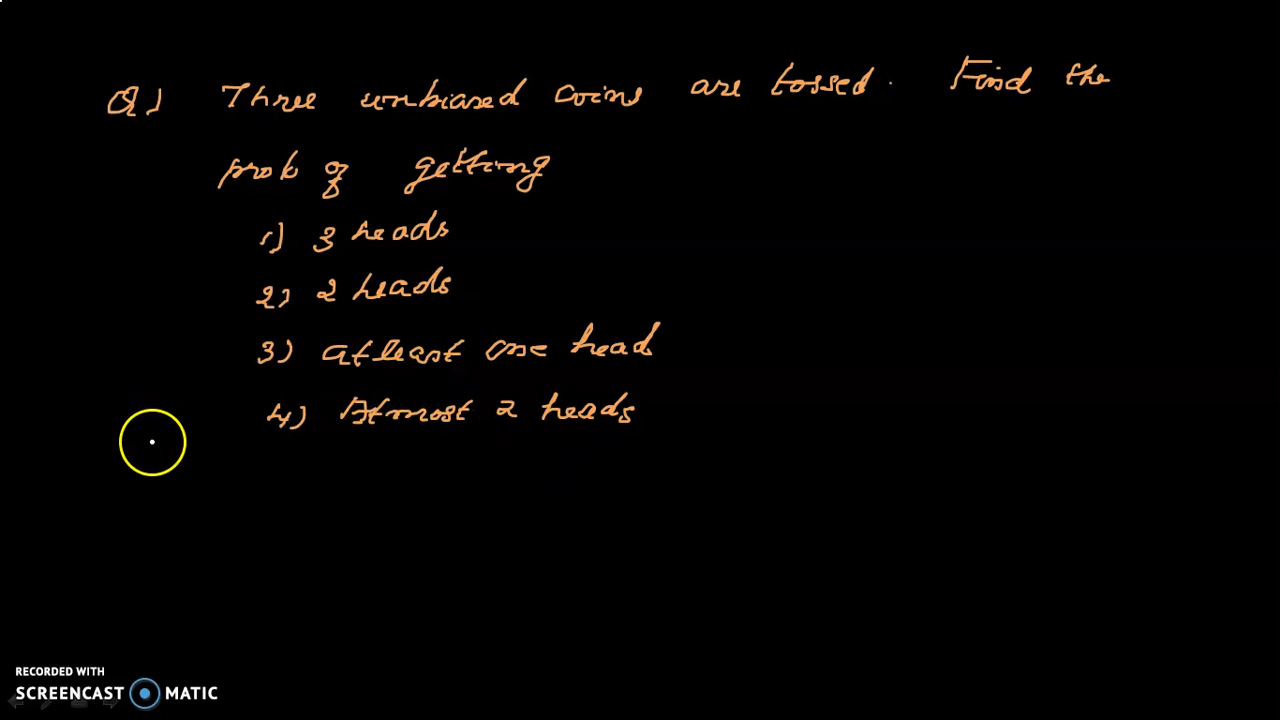 Q1 Three unbiased coins are tossed. Find the
prob of getting
1) 3 heads
2) 2 heads
3) atleast one head
4) Atmost 2 heads
RECORDED WITH
SCREENCAST MATIC